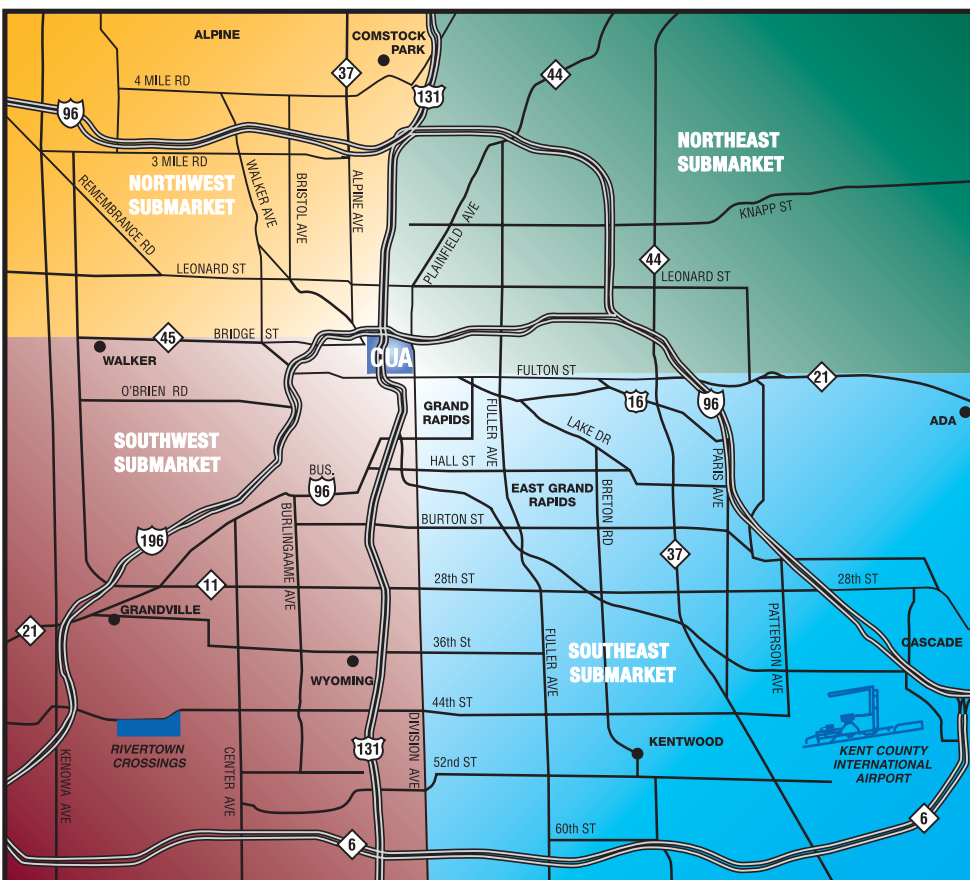 ALPINE
COMSTOCK
PARK
37
44
4 MILE RD
131
96
NORTHEAST
SUBMARKET
3 MILE RD
NORTHWEST
SUBMARKET
REMEMBRANCE RD
WALKER AVE
BRISTOL AVE
ALPINE AVE
PLAINFIELD AVE
KNAPP ST
44
LEONARD ST
LEONARD ST
45
BRIDGE ST
WALKER
CUA
FULTON ST
21
O'BRIEN RD
GRAND
RAPIDS
FULLER AVE
16
96
ADA
LAKE DR
SOUTHWEST
SUBMARKET
HALL ST
PARIS AVE
BUS.
96
EAST GRAND
RAPIDS
BRETON RD
BURLINGAAME AVE
BURTON ST
196
37
11
28th ST
28th ST
GRANDVILLE
21
36th St
FULLER AVE
SOUTHEAST
SUBMARKET
PATTERSON AVE
CASCADE
WYOMING
44th ST
RIVERTOWN
CROSSINGS
KENOWA AVE
CENTER AVE
131
DIVISION AVE
KENTWOOD
KENT COUNTY
INTERNATIONAL
AIRPORT
52nd ST
6
60th ST
6